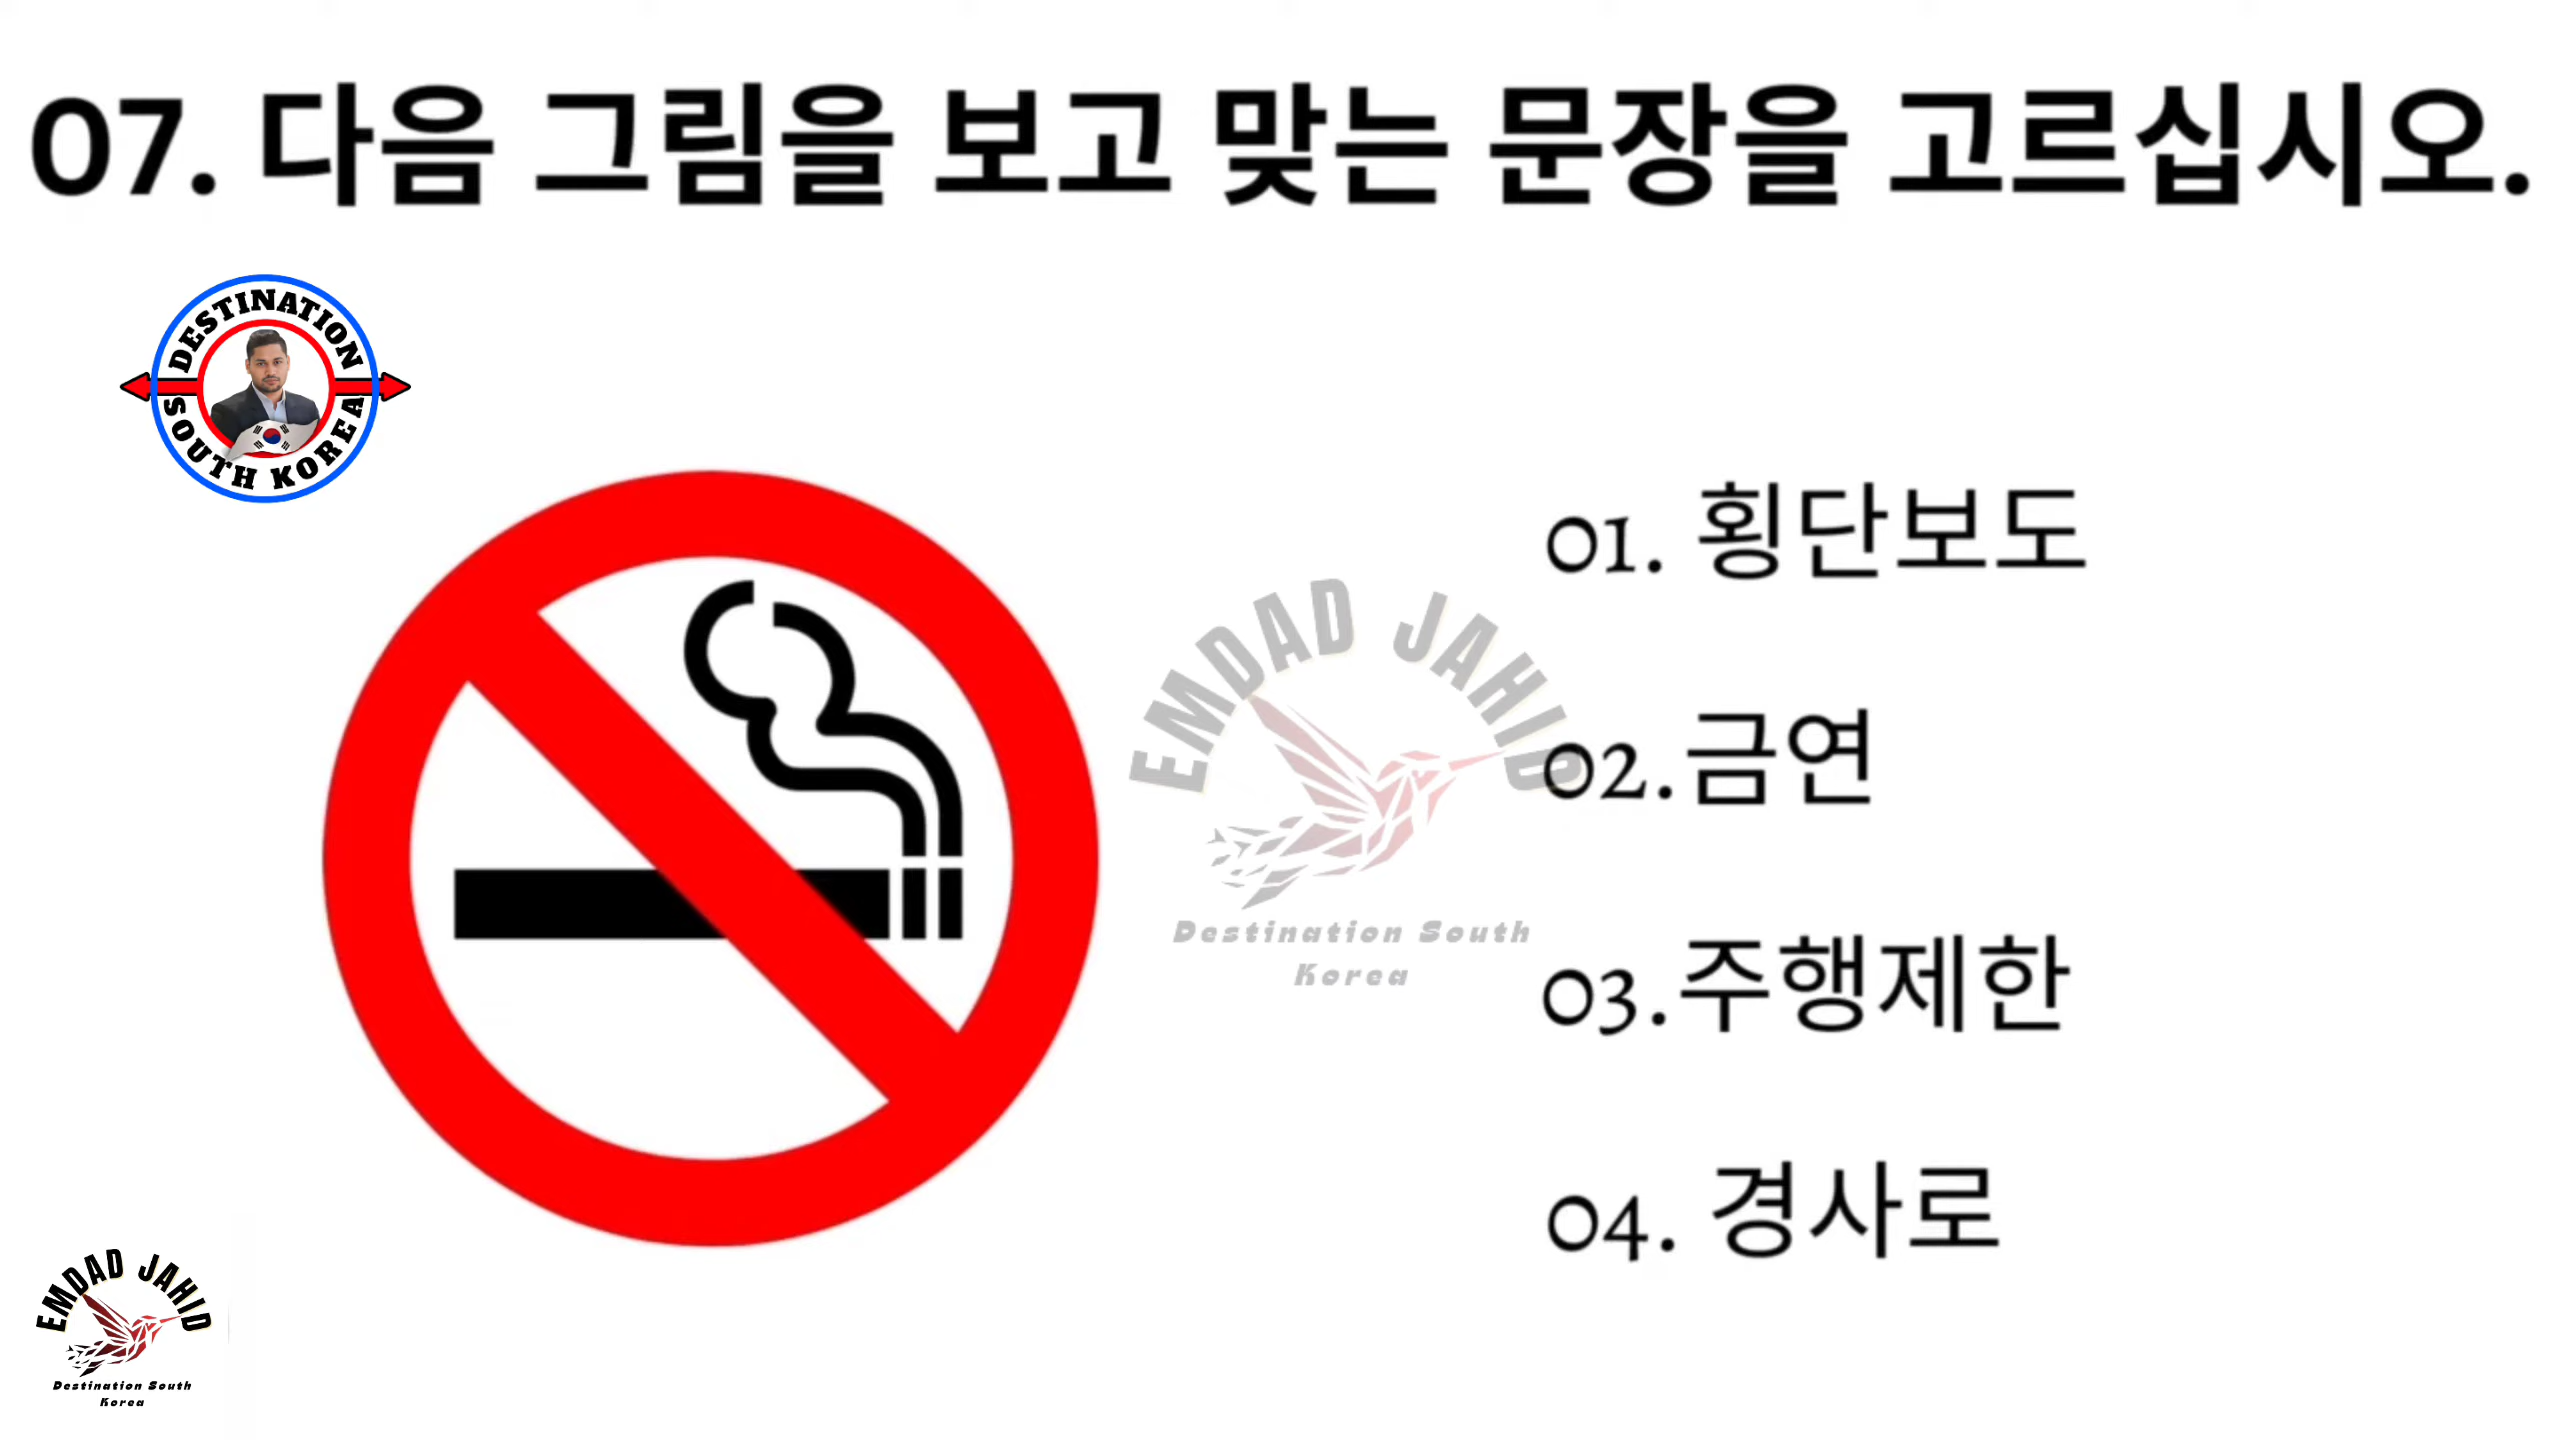 07. 다음 그림을 보고 맞는 문장을 고르십시오.
DESTINATION
SOUTH KOREA
01. 횡단보도
EMDAD JAHID
02.금연
Destination South
Korea
03.주행제한
04. 경사로
EMDAD JAHID
Destination South
Korea